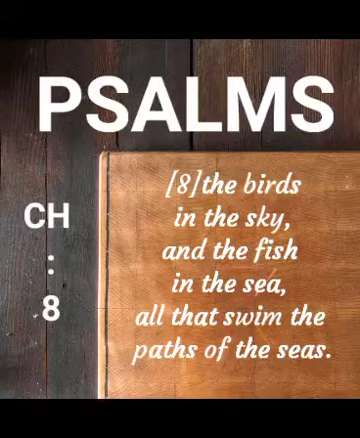 PSALMS
CH
:
8
[8]the birds
in the sky,
and the fish
in the sea,
all that swim the
paths of the seas.